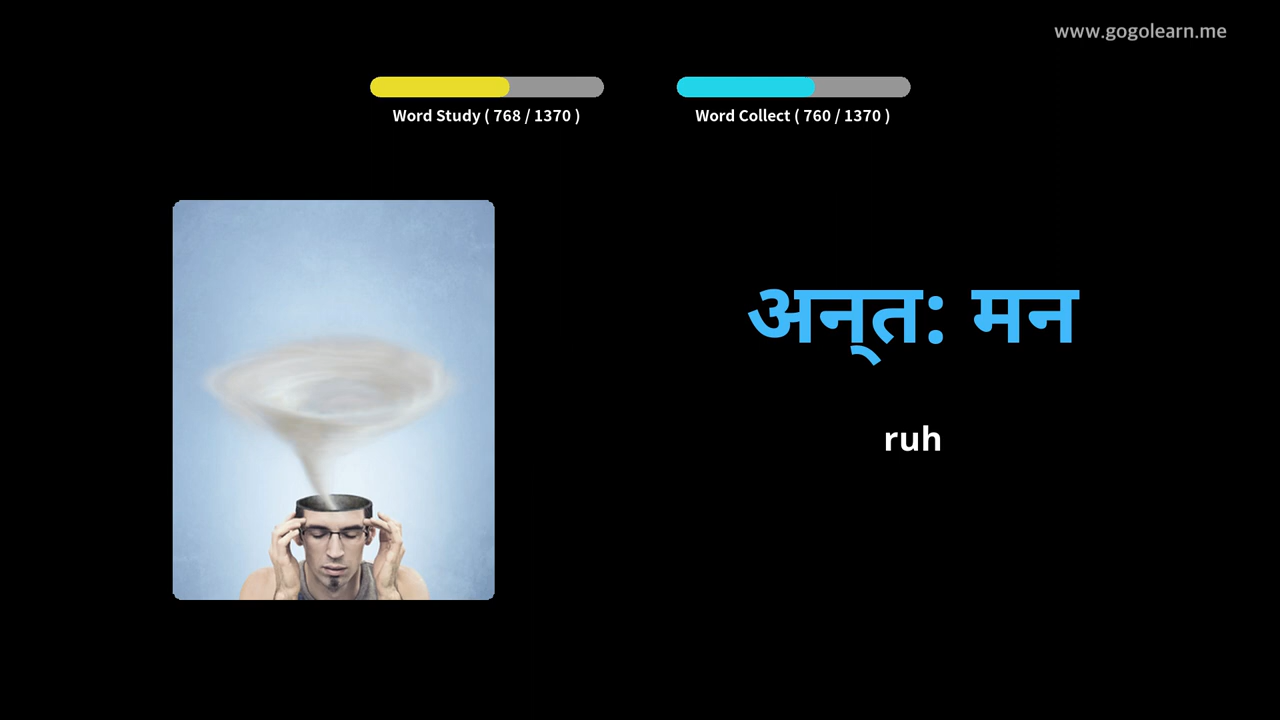 www.gogolearn.me
Word Study ( 768 / 1370 )
Word Collect ( 760 / 1370 )
अन्‌त: मन
ruh